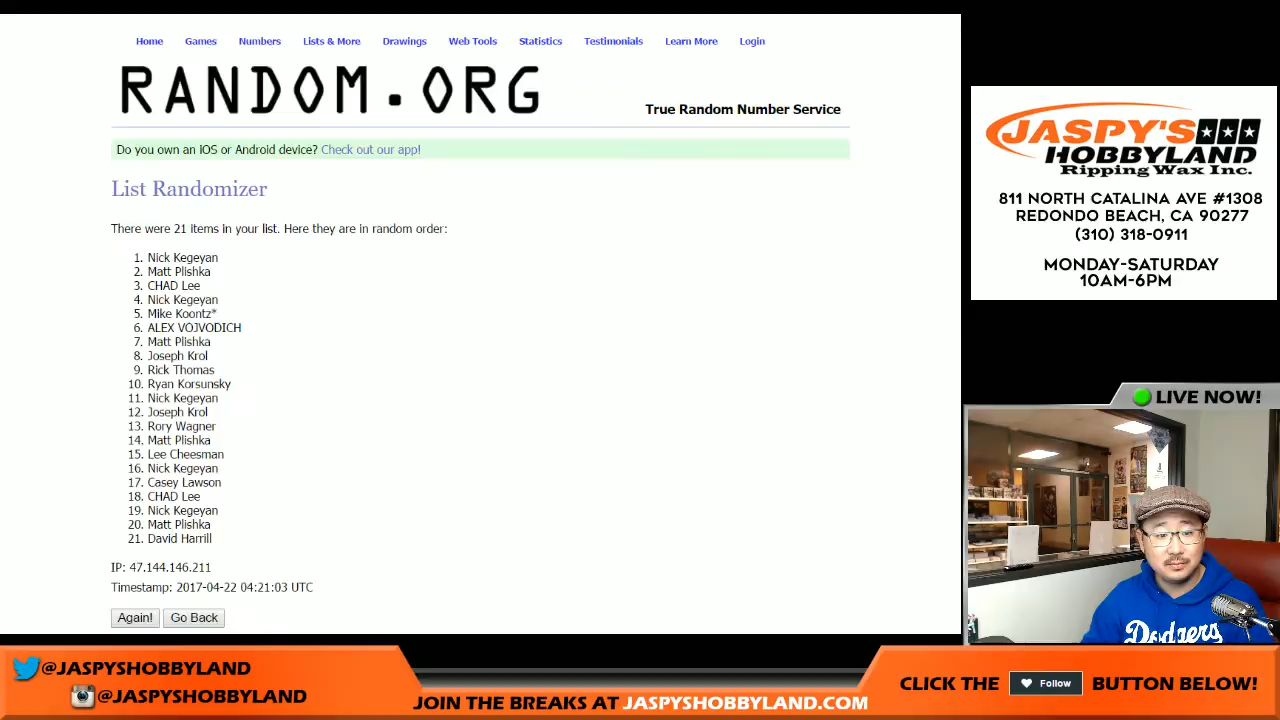 Home Games Numbers Lists & More Drawings Web Tools Statistics Testimonials Learn More Login
RANDOM.ORG
True Random Number Service
Do you own an iOS or Android device? Check out our app!
List Randomizer
There were 21 items in your list. Here they are in random order:
1. Nick Kegeyan
2. Matt Plishka
3. CHAD Lee
4. Nick Kegeyan
5. Mike Koontz*
6. ALEX VOJVODICH
7. Matt Plishka
8. Joseph Krol
9. Rick Thomas
10. Ryan Korsunsky
11. Nick Kegeyan
12. Joseph Krol
13. Rory Wagner
14. Matt Plishka
15. Lee Cheesman
16. Nick Kegeyan
17. Casey Lawson
18. CHAD Lee
19. Nick Kegeyan
20. Matt Plishka
21. David Harrill
IP: 47.144.146.211
Timestamp: 2017-04-22 04:21:03 UTC
Again! Go Back
JASPY'S
HOBBYLAND
Ripping Wax Inc.
811 NORTH CATALINA AVE #1308
REDONDO BEACH, CA 90277
(310) 318-0911
MONDAY-SATURDAY
10AM-6PM
LIVE NOW!
Dodgers
@JASPYSHOBBYLAND
@JASPYSHOBBYLAND
JOIN THE BREAKS AT JASPYSHOBBYLAND.COM
CLICK THE Follow BUTTON BELOW!